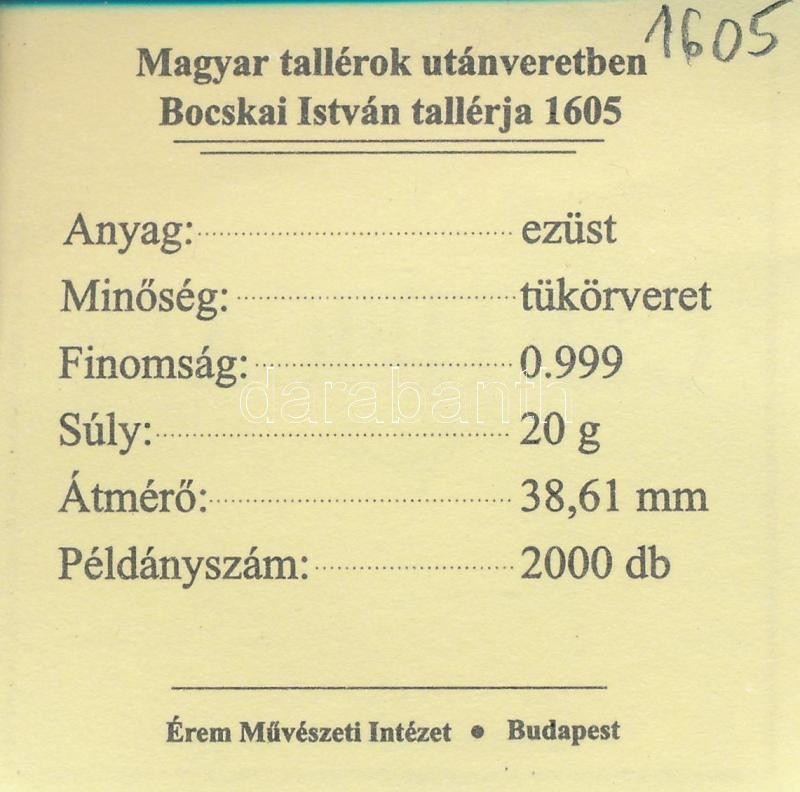 1605
Magyar tallérok utánveretben
Bocskai István tallérja 1605
Anyag: ezüst
Minőség: tükörveret
Finomság: 0.999
darabanth
Súly: 20 g
Átmérő: 38,61 mm
Példányszám: 2000 db
Érem Művészeti Intézet • Budapest